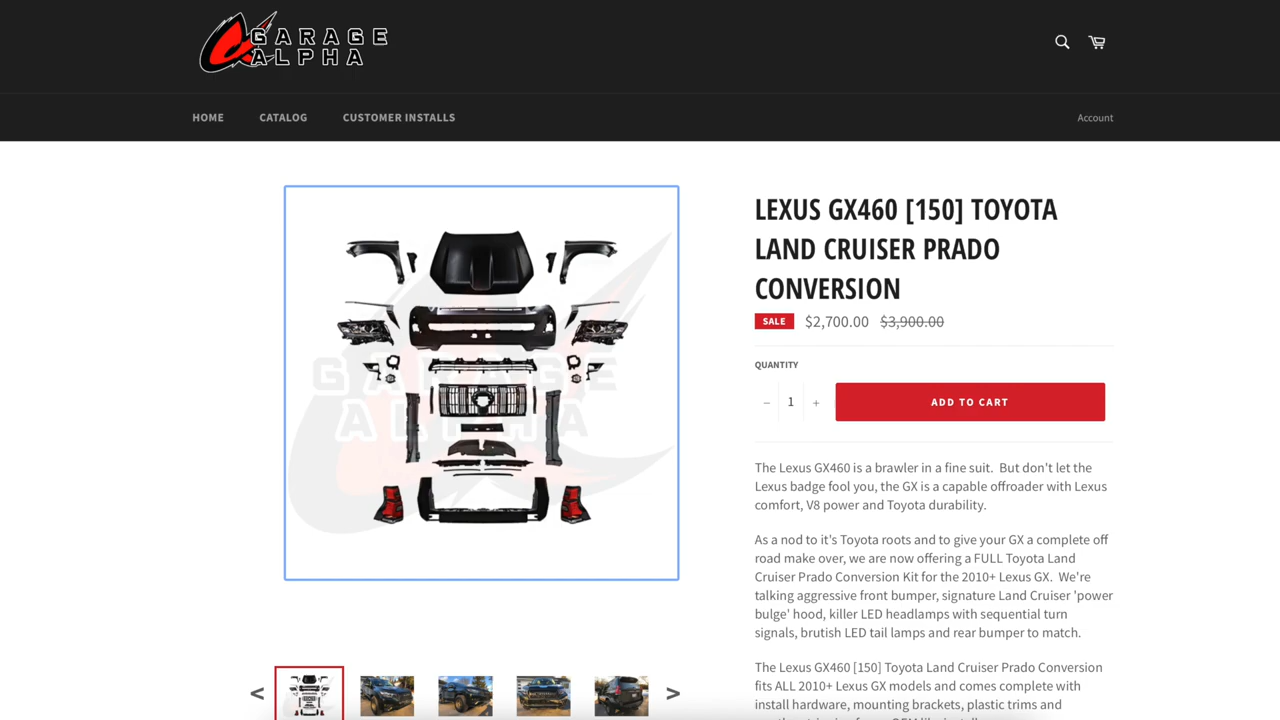 GARAGE
ALPHA
HOME
CATALOG
CUSTOMER INSTALLS
Account
GARAGE
ALPHA
LEXUS GX460 [150] TOYOTA
LAND CRUISER PRADO
CONVERSION
SALE
$2,700.00
$3,900.00
QUANTITY
− 1 +
ADD TO CART
The Lexus GX460 is a brawler in a fine suit.  But don't let the
Lexus badge fool you, the GX is a capable offroader with Lexus
comfort, V8 power and Toyota durability.
As a nod to it's Toyota roots and to give your GX a complete off
road make over, we are now offering a FULL Toyota Land
Cruiser Prado Conversion Kit for the 2010+ Lexus GX.  We're
talking aggressive front bumper, signature Land Cruiser 'power
bulge' hood, killer LED headlamps with sequential turn
signals, brutish LED tail lamps and rear bumper to match.
The Lexus GX460 [150] Toyota Land Cruiser Prado Conversion
fits ALL 2010+ Lexus GX models and comes complete with
install hardware, mounting brackets, plastic trims and
< >